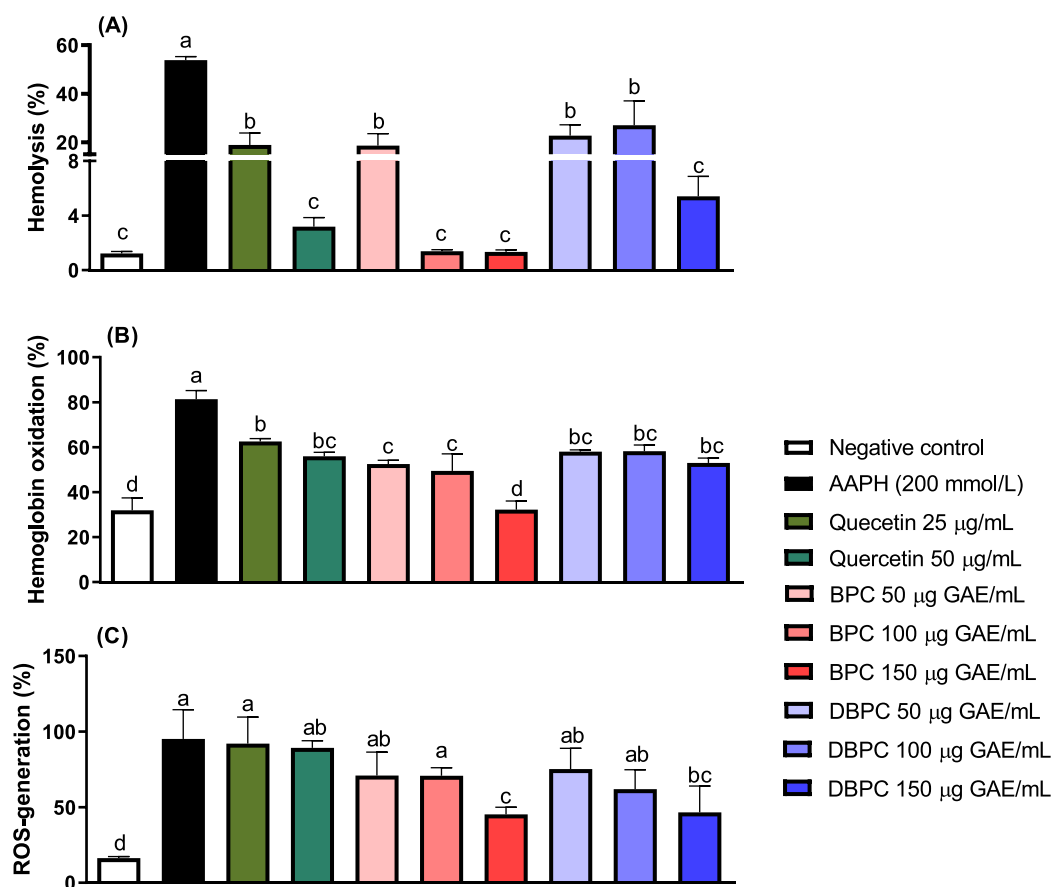 (A)
Hemolysis (%)
60
40
20
8
4
0
c
a
b
c
b
c
c
b
b
c
(B)
Hemoglobin oxidation (%)
100
80
60
40
20
0
d
a
b
bc
c
c
d
bc
bc
bc
(C)
ROS-generation (%)
150
100
50
0
d
a
a
ab
ab
a
c
ab
ab
bc
Negative control
AAPH (200 mmol/L)
Quecetin 25 μg/mL
Quercetin 50 μg/mL
BPC 50 μg GAE/mL
BPC 100 μg GAE/mL
BPC 150 μg GAE/mL
DBPC 50 μg GAE/mL
DBPC 100 μg GAE/mL
DBPC 150 μg GAE/mL